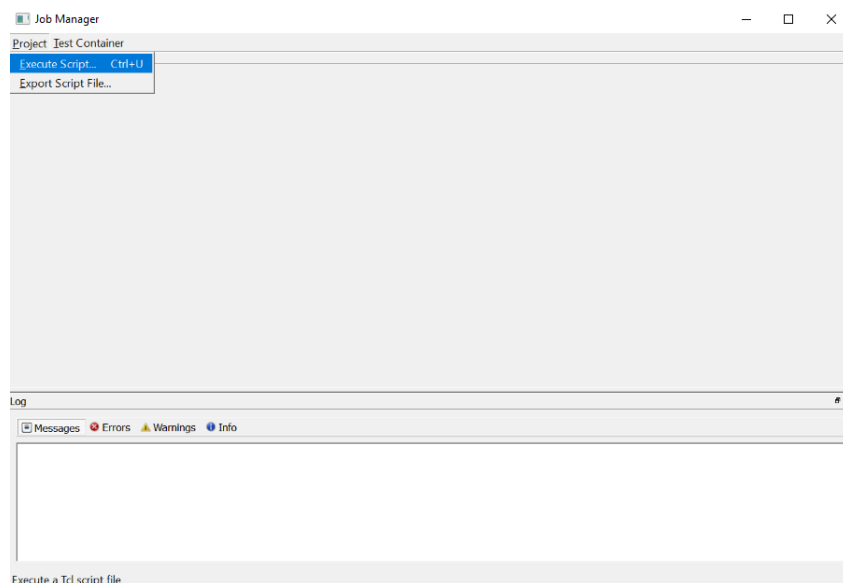 Job Manager
Project Test Container
Execute Script... Ctrl+U
Export Script File...
Log
Messages Errors Warnings Info
Execute a Tcl script file